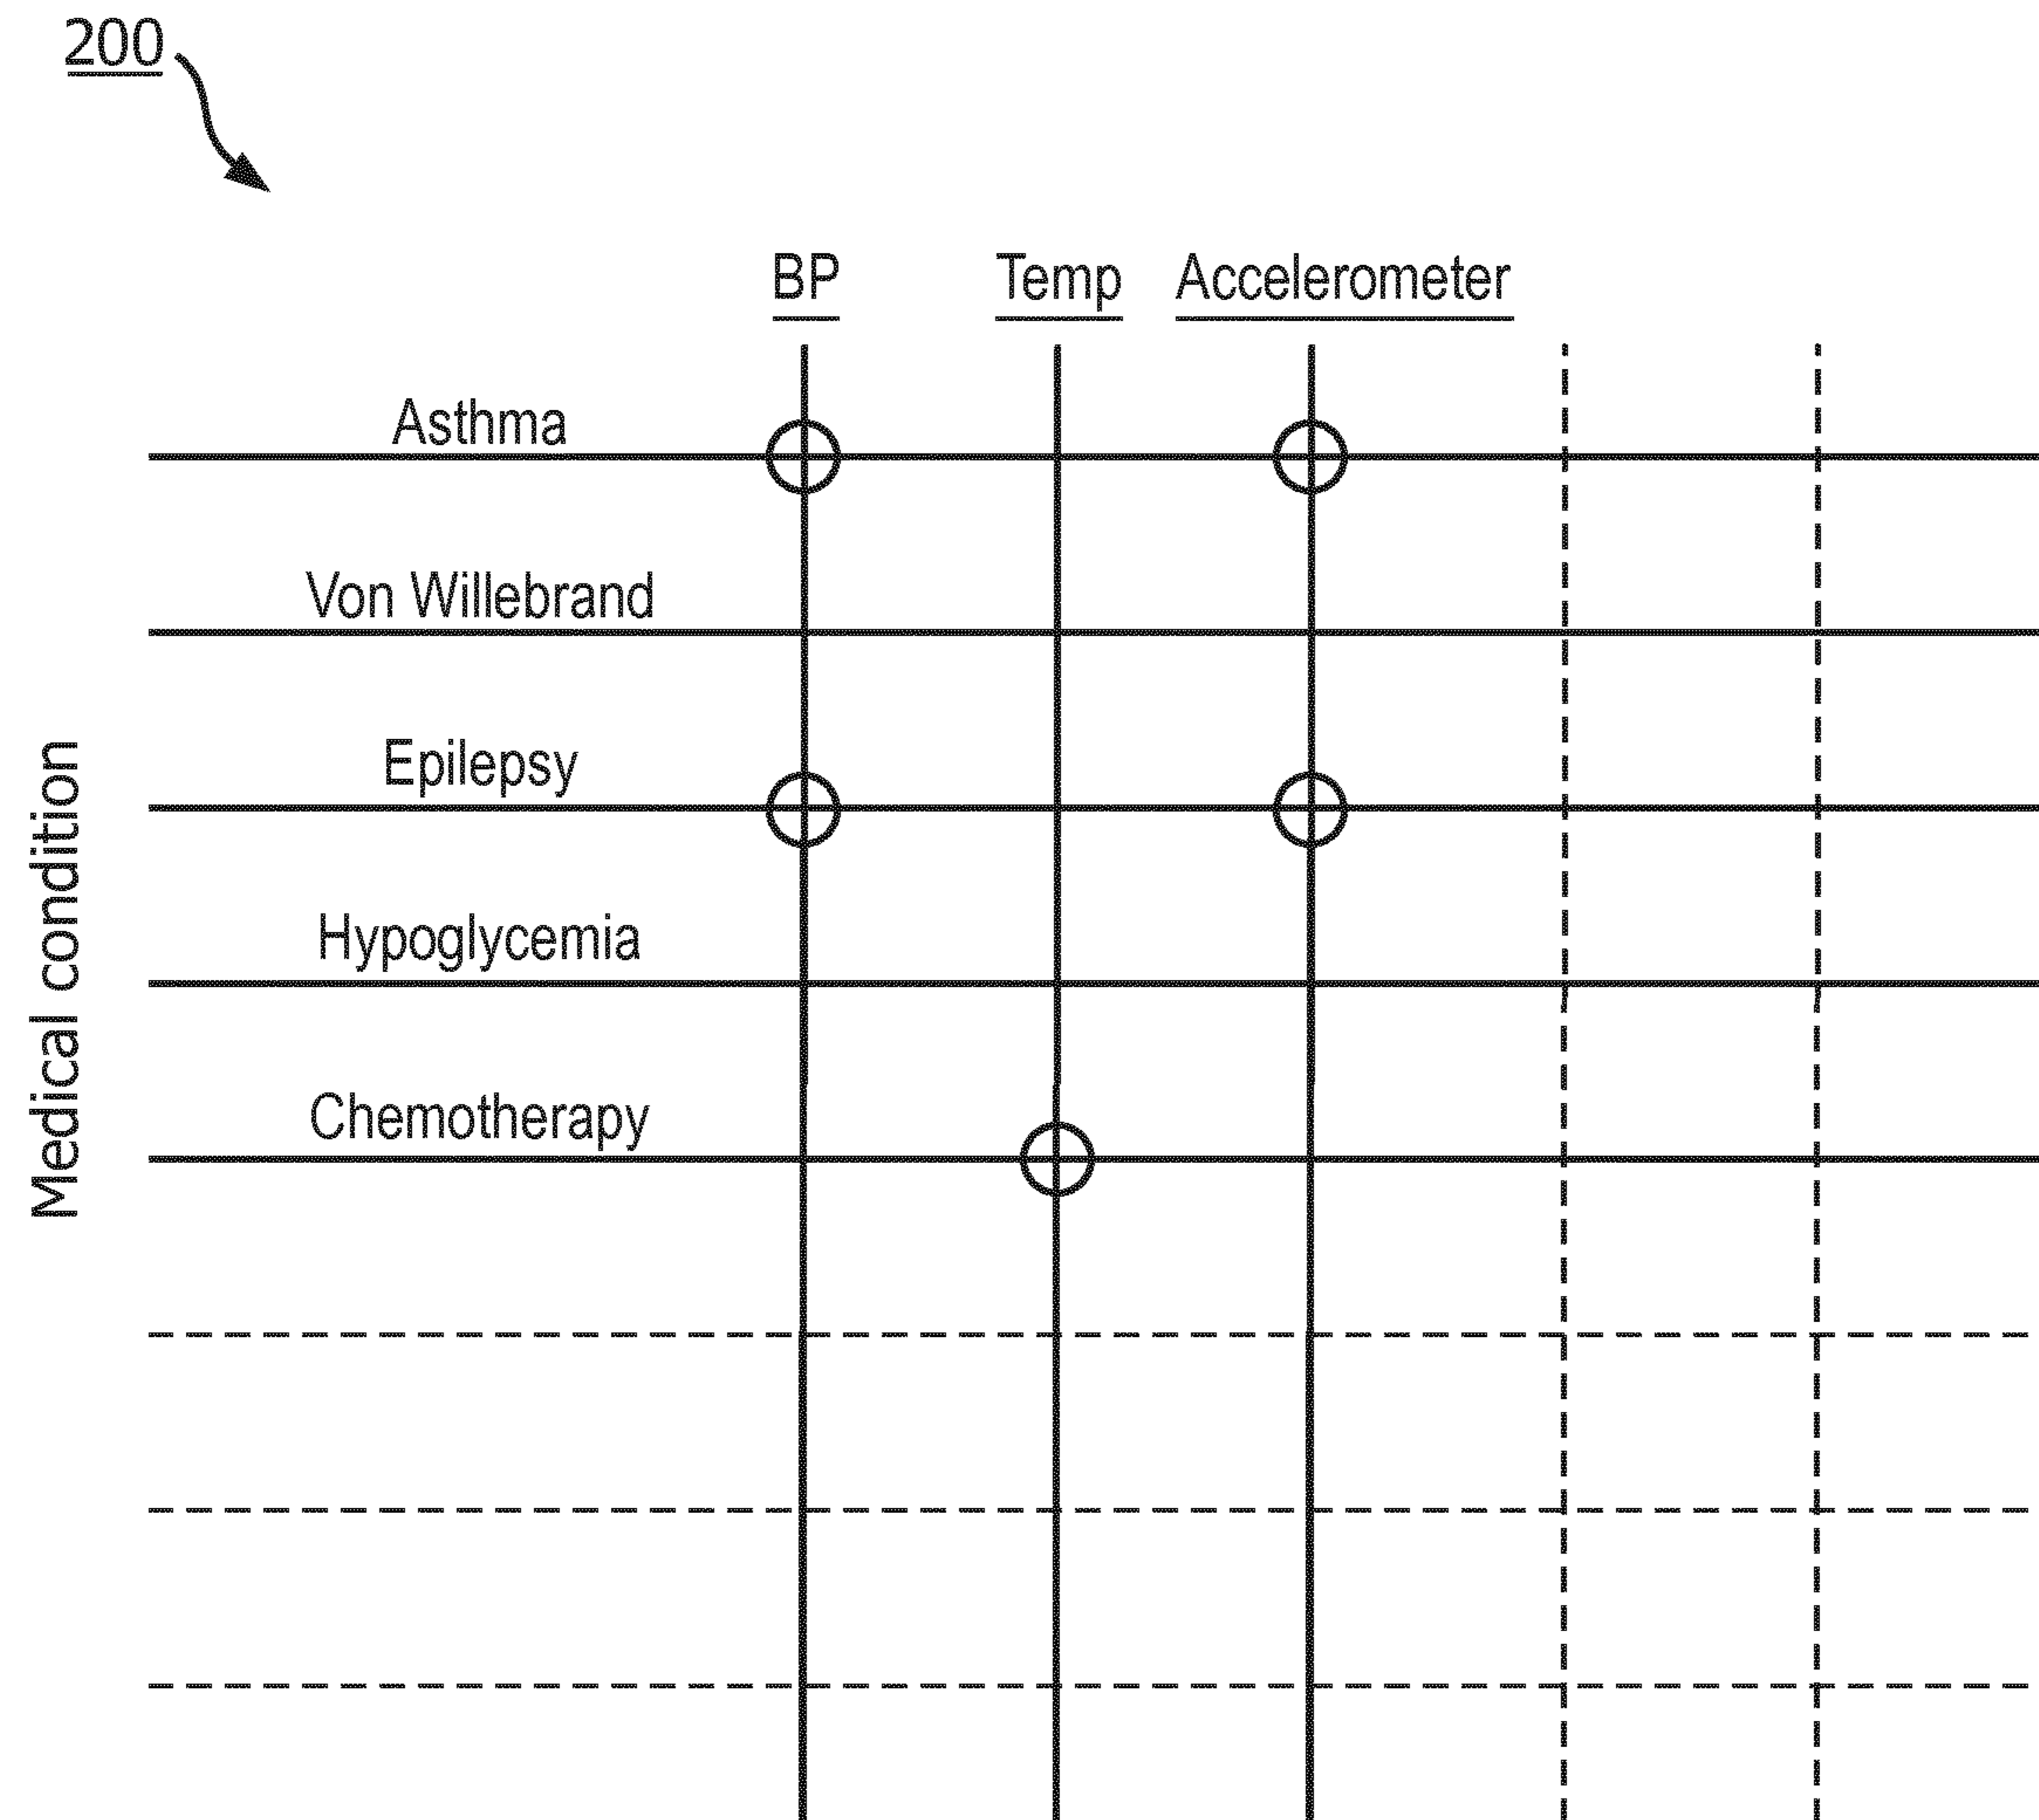 200
BP Temp Accelerometer
Asthma
Von Willebrand
Epilepsy
Hypoglycemia
Chemotherapy
Medical condition